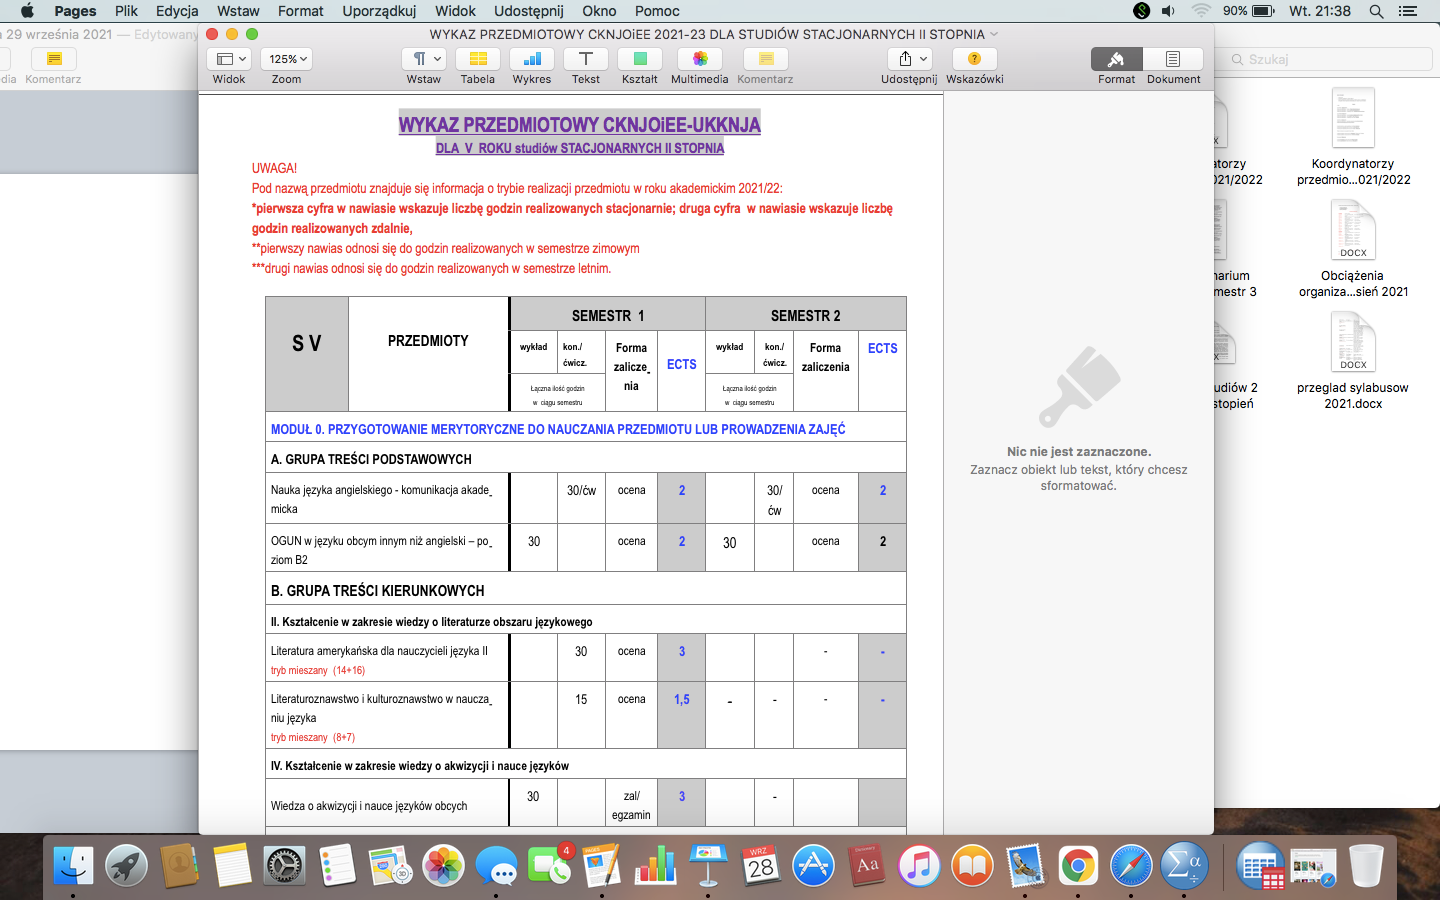 Pages Plik Edycja Wstaw Format Uporządkuj Widok Udostępnij Okno Pomoc 90% Wt. 21:38
29 września 2021 — Edytowany
Komentarz
WYKAZ PRZEDMIOTOWY CKNJOiEE 2021-23 DLA STUDIÓW STACJONARNYCH II STOPNIA
125%
Widok Zoom Wstaw Tabela Wykres Tekst Kształt Multimedia Komentarz Udostępnij Wskazówki Format Dokument
Szukaj
WYKAZ PRZEDMIOTOWY CKNJOiEE-UKKNJA
DLA V ROKU studiów STACJONARNYCH II STOPNIA
UWAGA!
Pod nazwą przedmiotu znajduje się informacja o trybie realizacji przedmiotu w roku akademickim 2021/22:
*pierwsza cyfra w nawiasie wskazuje liczbę godzin realizowanych stacjonarnie; druga cyfra w nawiasie wskazuje liczbę
godzin realizowanych zdalnie,
**pierwszy nawias odnosi się do godzin realizowanych w semestrze zimowym
***drugi nawias odnosi się do godzin realizowanych w semestrze letnim.
S V
PRZEDMIOTY
SEMESTR 1
SEMESTR 2
wykład
kon./
ćwicz.
Forma
zalicze-
nia
ECTS
wykład
kon./
ćwicz.
Forma
zaliczenia
ECTS
Łączna ilość godzin
w ciągu semestru
Łączna ilość godzin
w ciągu semestru
MODUŁ 0. PRZYGOTOWANIE MERYTORYCZNE DO NAUCZANIA PRZEDMIOTU LUB PROWADZENIA ZAJĘĆ
A. GRUPA TREŚCI PODSTAWOWYCH
Nauka języka angielskiego - komunikacja akade-
micka
30/ćw ocena 2 30/
ćw
ocena 2
OGUN w języku obcym innym niż angielski – po-
ziom B2
30 ocena 2 30 ocena 2
B. GRUPA TREŚCI KIERUNKOWYCH
II. Kształcenie w zakresie wiedzy o literaturze obszaru językowego
Literatura amerykańska dla nauczycieli języka II
tryb mieszany (14+16)
30 ocena 3 - -
Literaturoznawstwo i kulturoznawstwo w naucza-
niu języka
tryb mieszany (8+7)
15 ocena 1,5 - - - -
IV. Kształcenie w zakresie wiedzy o akwizycji i nauce języków
Wiedza o akwizycji i nauce języków obcych
30 zal/
egzamin
3 -
Nic nie jest zaznaczone.
Zaznacz obiekt lub tekst, który chcesz
sformatować.
Koordynatorzy
przedmio...021/2022
DOCX
Obciążenia
organiza...sień 2021
DOCX
przeglad sylabusow
2021.docx
atorzy
021/2022
narium
mestr 3
udiów 2
stopień
4
WRZ
28
Aa